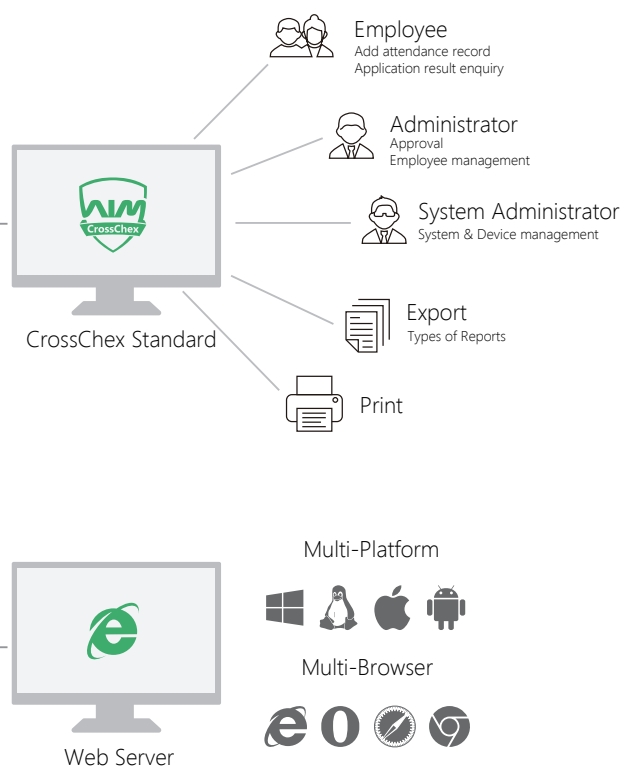 Employee
Add attendance record
Application result enquiry
Administrator
Approval
Employee management
System Administrator
System & Device management
AIM
CrossChex
CrossChex Standard
Export
Types of Reports
Print
Multi-Platform
Multi-Browser
Web Server